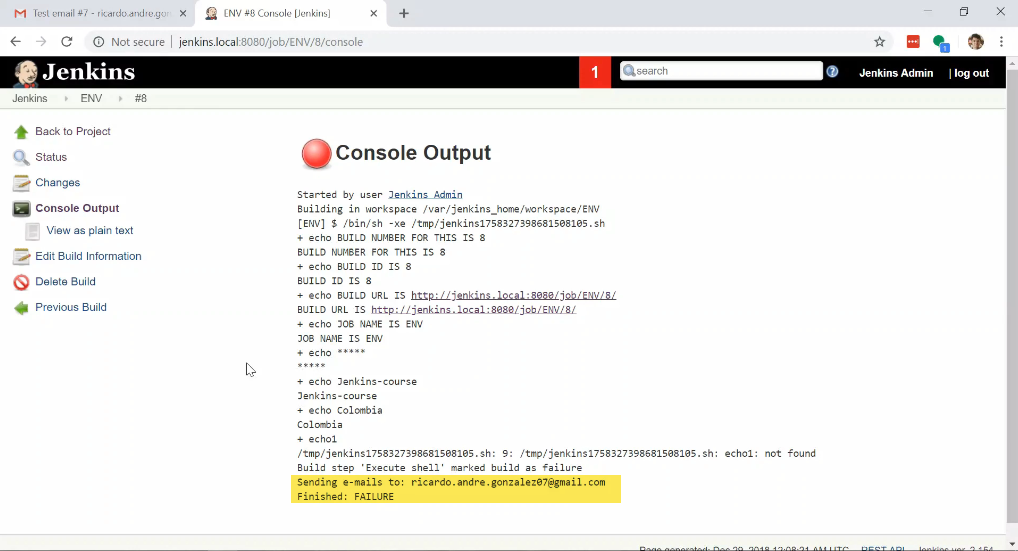 Test email #7 - ricardo.andre.gon
ENV #8 Console [Jenkins]
Not secure | jenkins.local:8080/job/ENV/8/console
1
Jenkins
1
search
Jenkins Admin | log out
Jenkins ENV #8
Back to Project
Status
Changes
Console Output
View as plain text
Edit Build Information
Delete Build
Previous Build
Console Output
Started by user Jenkins Admin
Building in workspace /var/jenkins_home/workspace/ENV
[ENV] $ /bin/sh -xe /tmp/jenkins1758327398681508105.sh
+ echo BUILD NUMBER FOR THIS IS 8
BUILD NUMBER FOR THIS IS 8
+ echo BUILD ID IS 8
BUILD ID IS 8
+ echo BUILD URL IS http://jenkins.local:8080/job/ENV/8/
BUILD URL IS http://jenkins.local:8080/job/ENV/8/
+ echo JOB NAME IS ENV
JOB NAME IS ENV
+ echo *****
*****
+ echo Jenkins-course
Jenkins-course
+ echo Colombia
Colombia
+ echo1
/tmp/jenkins1758327398681508105.sh: 9: /tmp/jenkins1758327398681508105.sh: echo1: not found
Build step 'Execute shell' marked build as failure
Sending e-mails to: ricardo.andre.gonzalez07@gmail.com
Finished: FAILURE
Page generated: Dec 29, 2018 12:08:21 AM UTC REST API Jenkins ver. 2.154